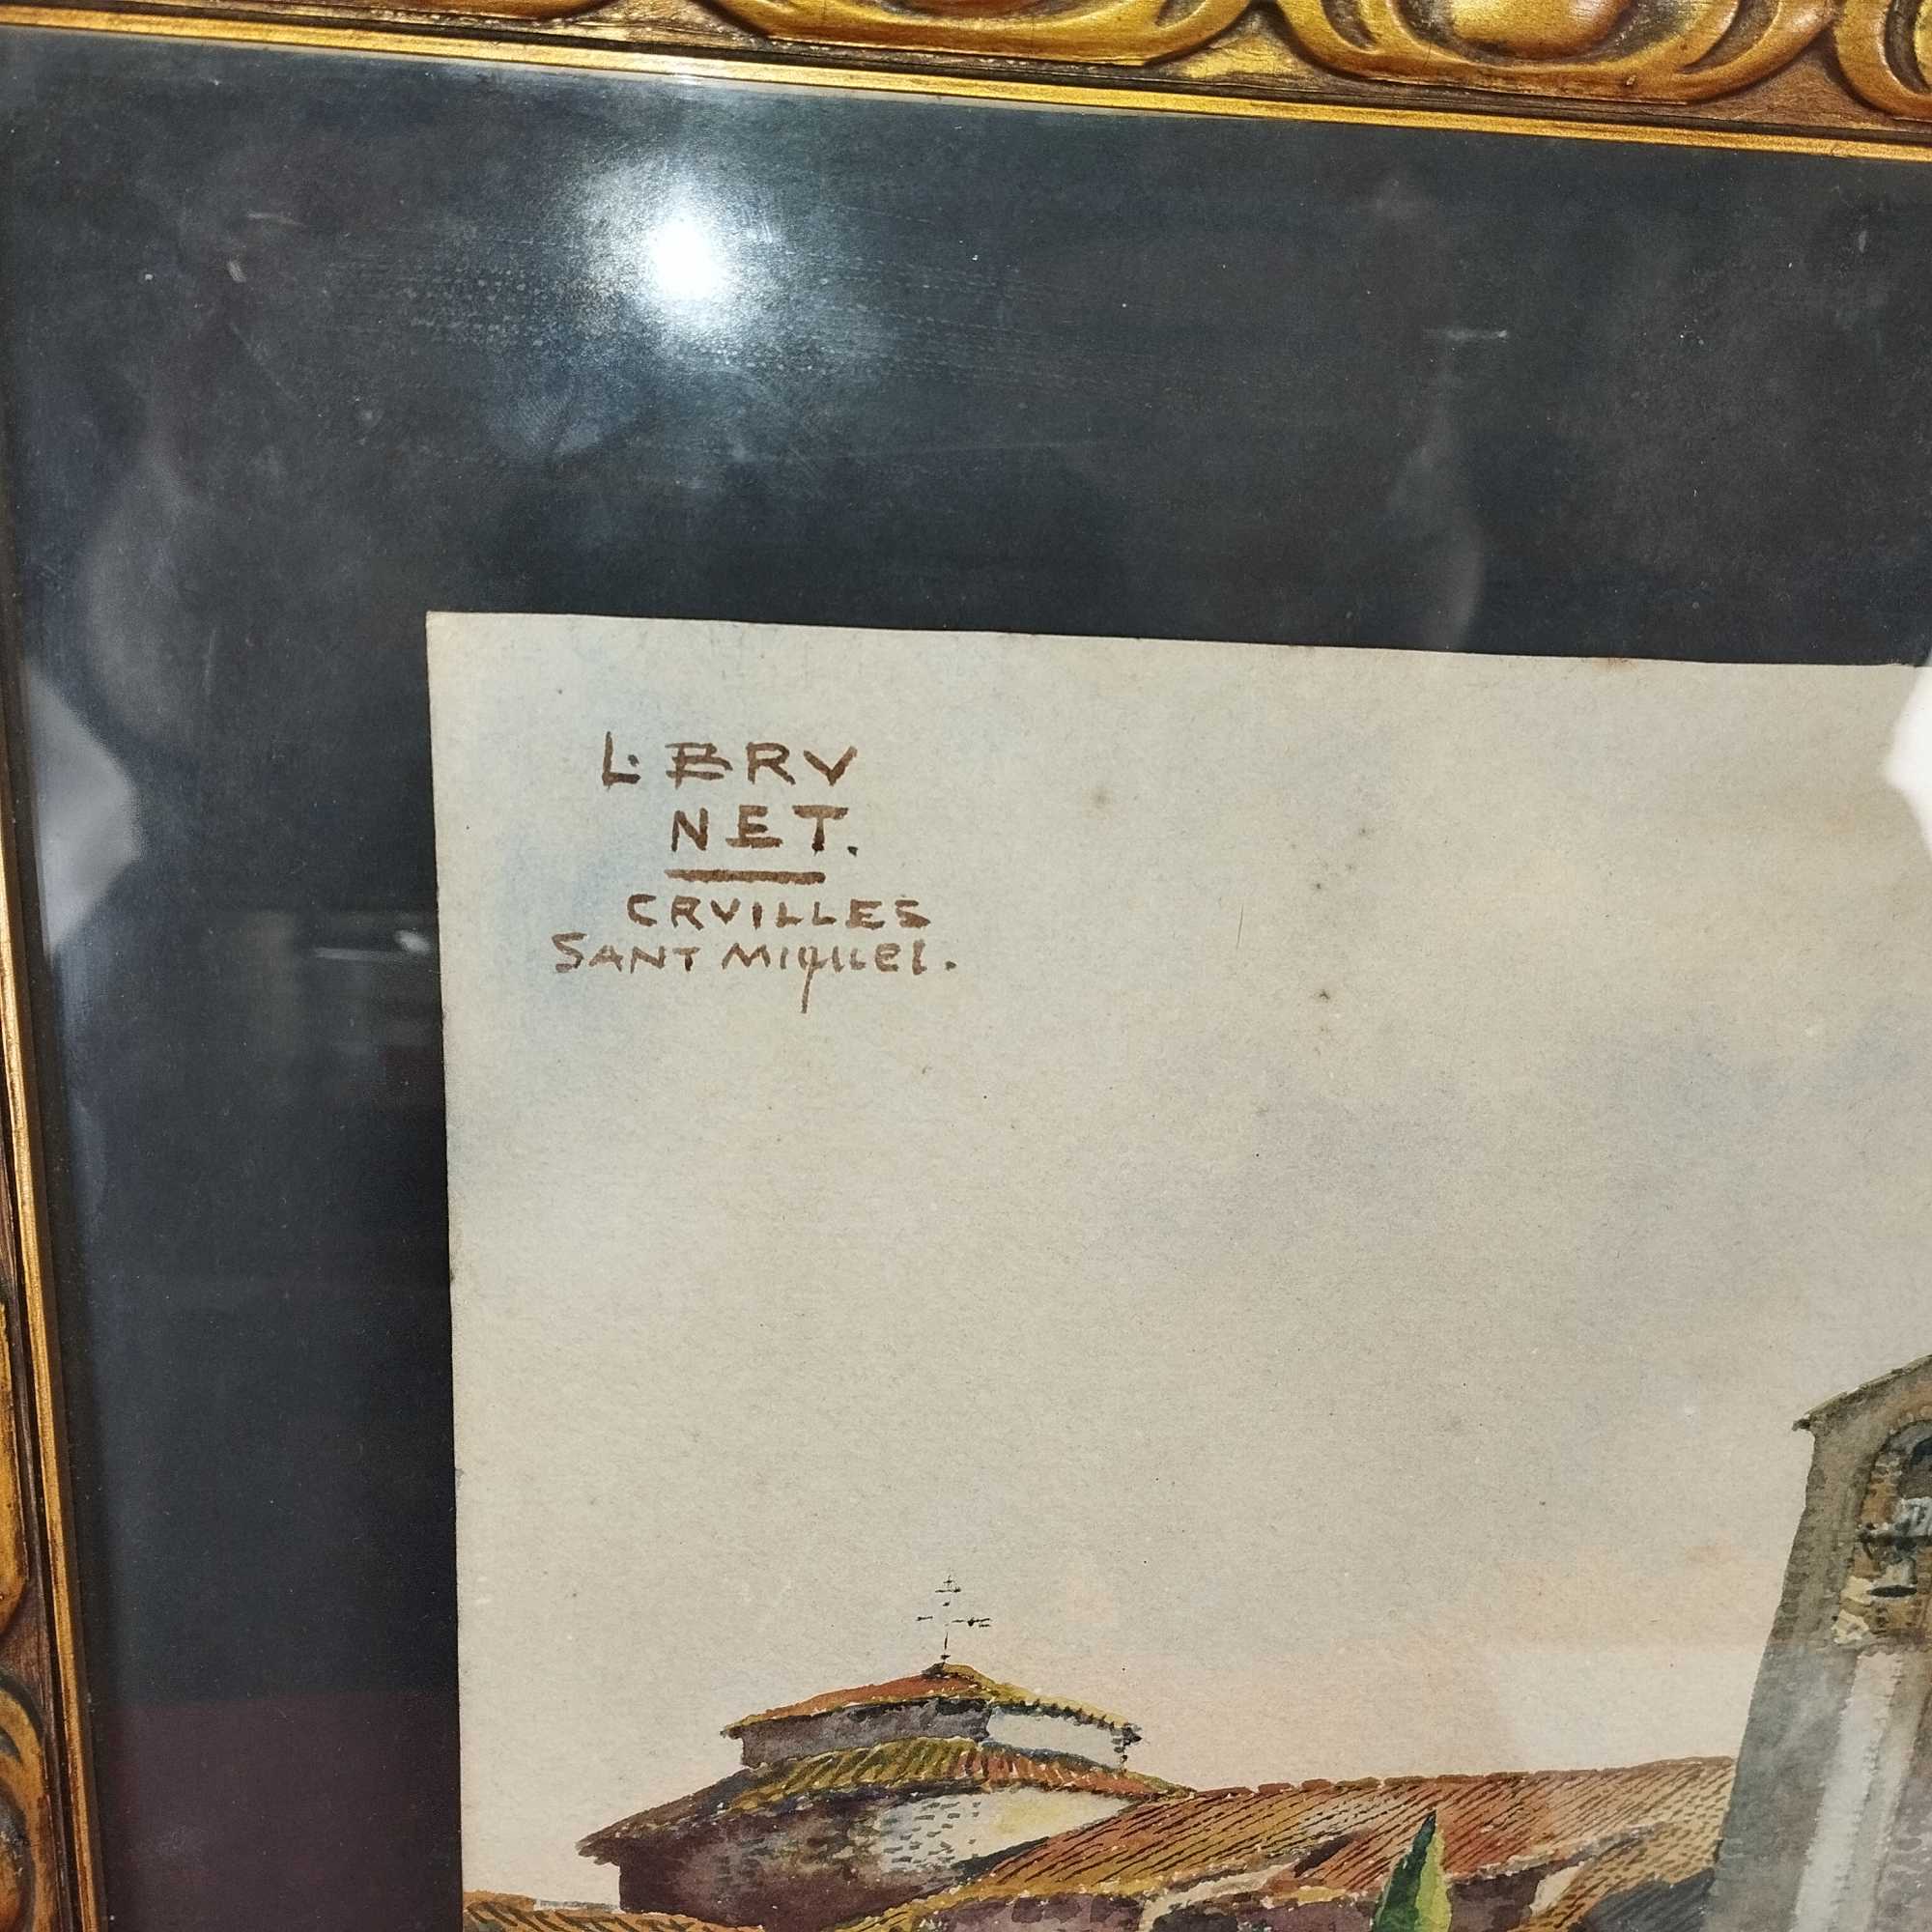 L. BRV
NET.
CRVILLES
SANT MIQUEL.